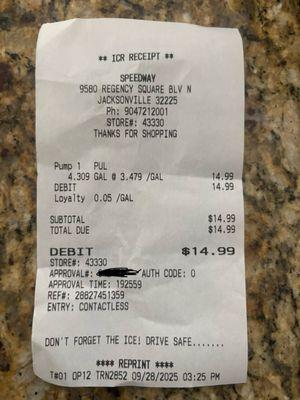 ** ICR RECEIPT **
SPEEDWAY
9580 REGENCY SQUARE BLV N
JACKSONVILLE 32225
Ph: 9047212001
STORE#: 43330
THANKS FOR SHOPPING
Pump 1 PUL
4.309 GAL @ 3.479 /GAL 14.99
DEBIT 14.99
Loyalty 0.05 /GAL
SUBTOTAL $14.99
TOTAL DUE $14.99
DEBIT $14.99
STORE#: 43330
APPROVAL#: AUTH CODE: 0
APPROVAL TIME: 192559
REF#: 28827451359
ENTRY: CONTACTLESS
DON'T FORGET THE ICE; DRIVE SAFE.......
**** REPRINT ****
T#01 OP12 TRN2852 09/28/2025 03:25 PM